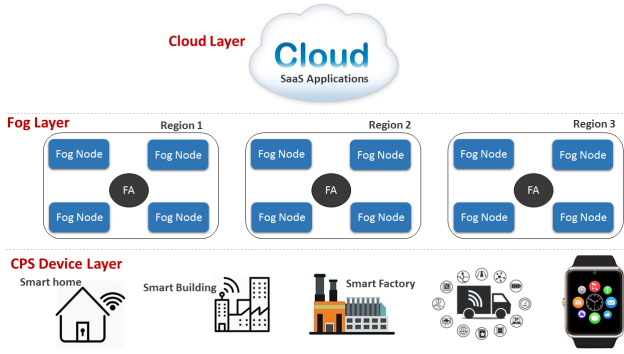 Cloud Layer
Cloud
SaaS Applications
Fog Layer
Region 1
Region 2
Region 3
Fog Node Fog Node
FA
Fog Node Fog Node
Fog Node Fog Node
FA
Fog Node Fog Node
Fog Node Fog Node
FA
Fog Node Fog Node
CPS Device Layer
Smart home
Smart Building
Smart Factory